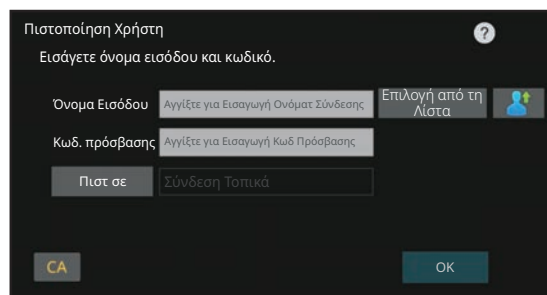 Πιστοποίηση Χρήστη
?
Εισάγετε όνομα εισόδου και κωδικό.
Όνομα Εισόδου
Αγγίξτε για Εισαγωγή Ονόματ Σύνδεσης
Επιλογή από τη
Λίστα
Κωδ. πρόσβασης
Αγγίξτε για Εισαγωγή Κωδ Πρόσβασης
Πιστ σε
Σύνδεση Τοπικά
CA
OK